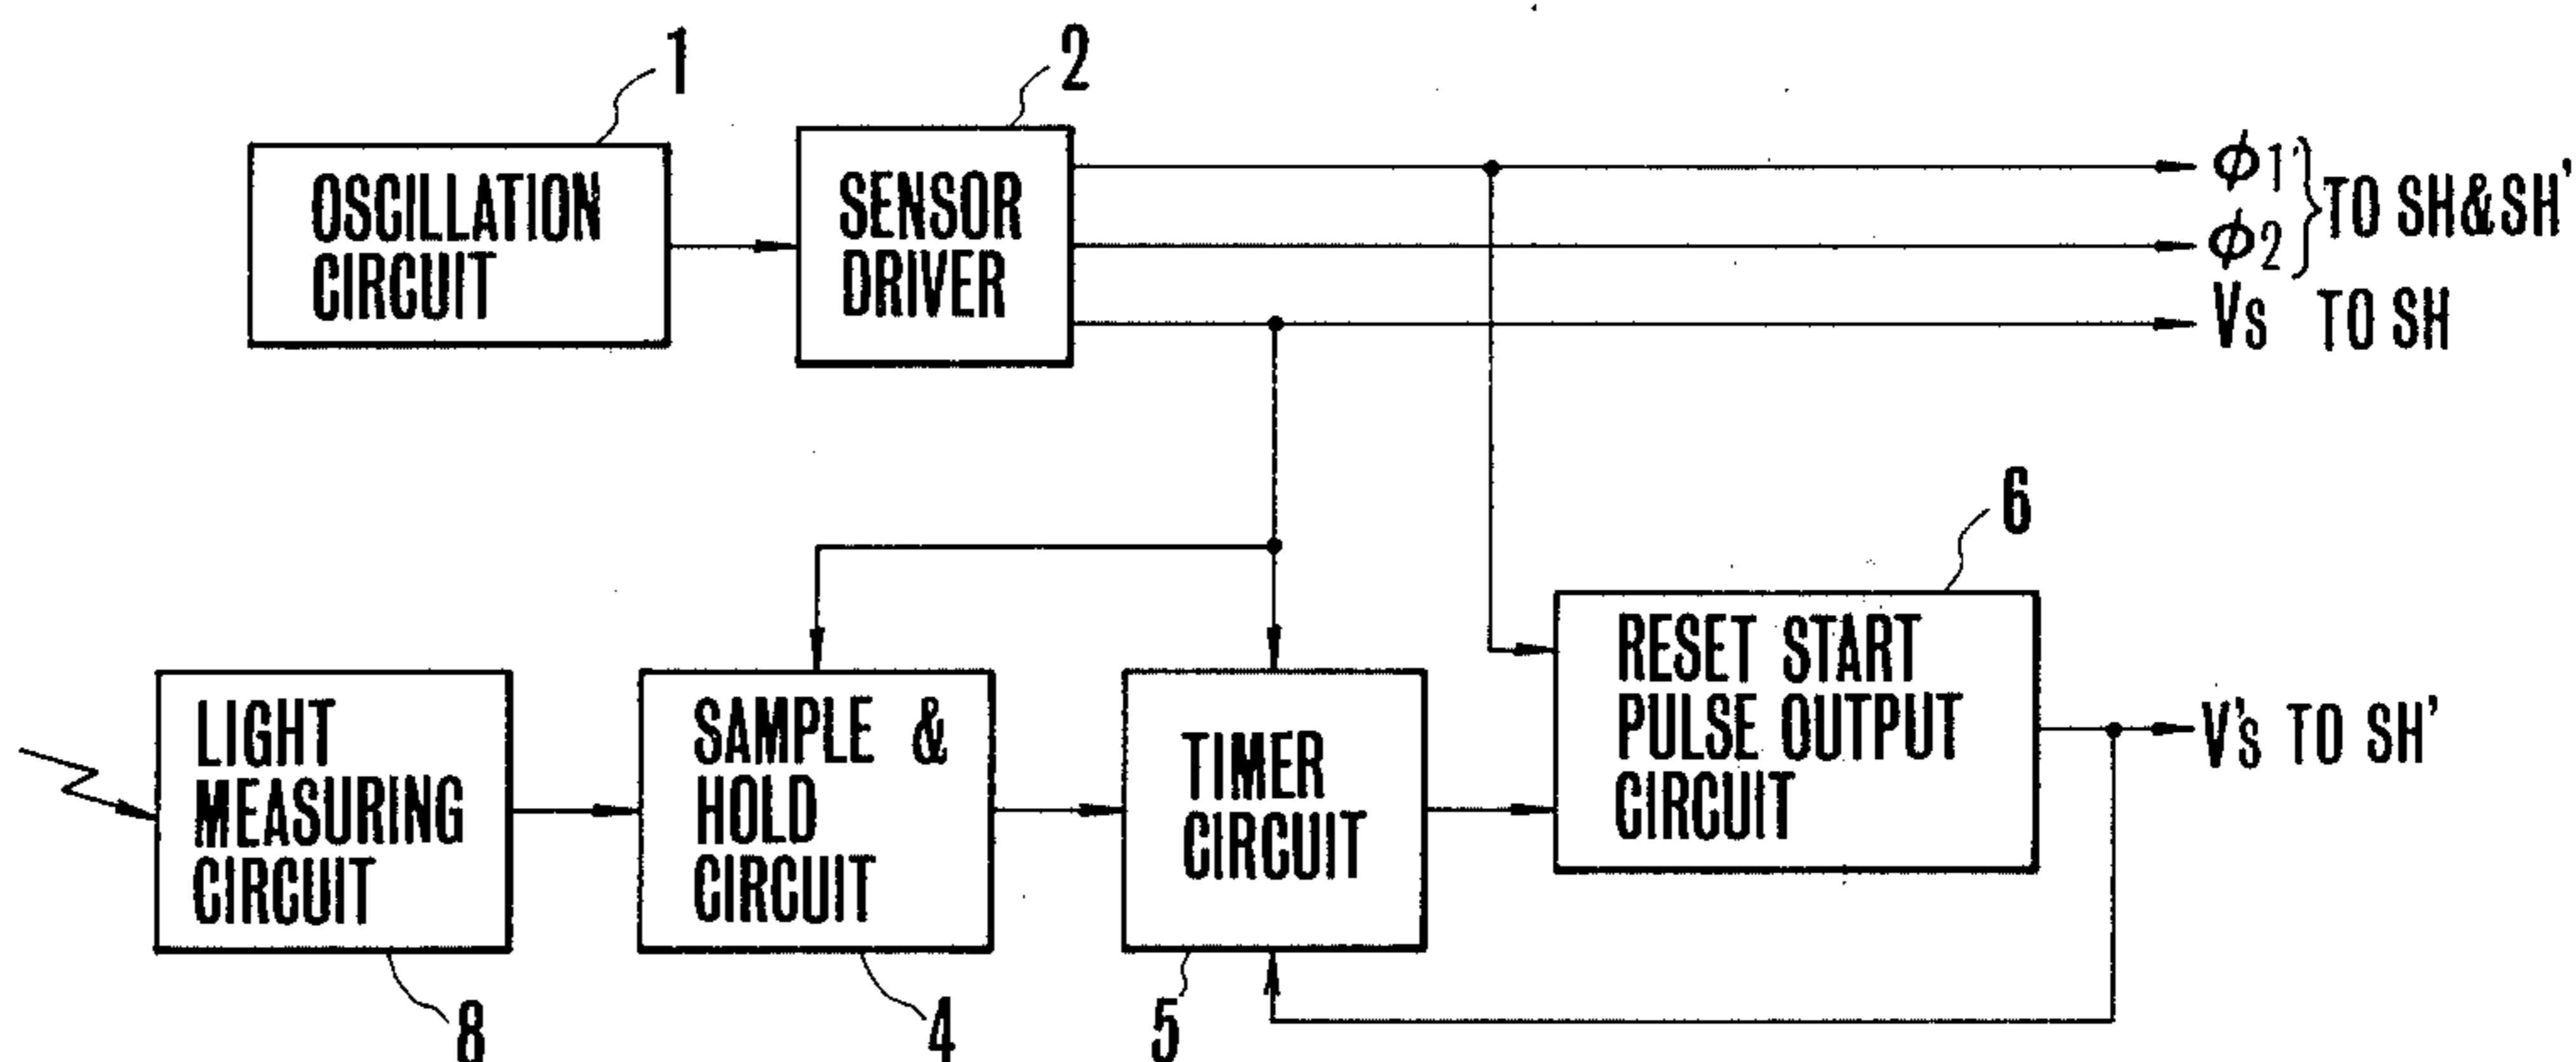 1
2
OSCILLATION
CIRCUIT
SENSOR
DRIVER
ϕ1
ϕ2
TO SH&SH'
Vs TO SH
6
RESET START
PULSE OUTPUT
CIRCUIT
LIGHT
MEASURING
CIRCUIT
SAMPLE &
HOLD
CIRCUIT
TIMER
CIRCUIT
V's TO SH'
8
4
5